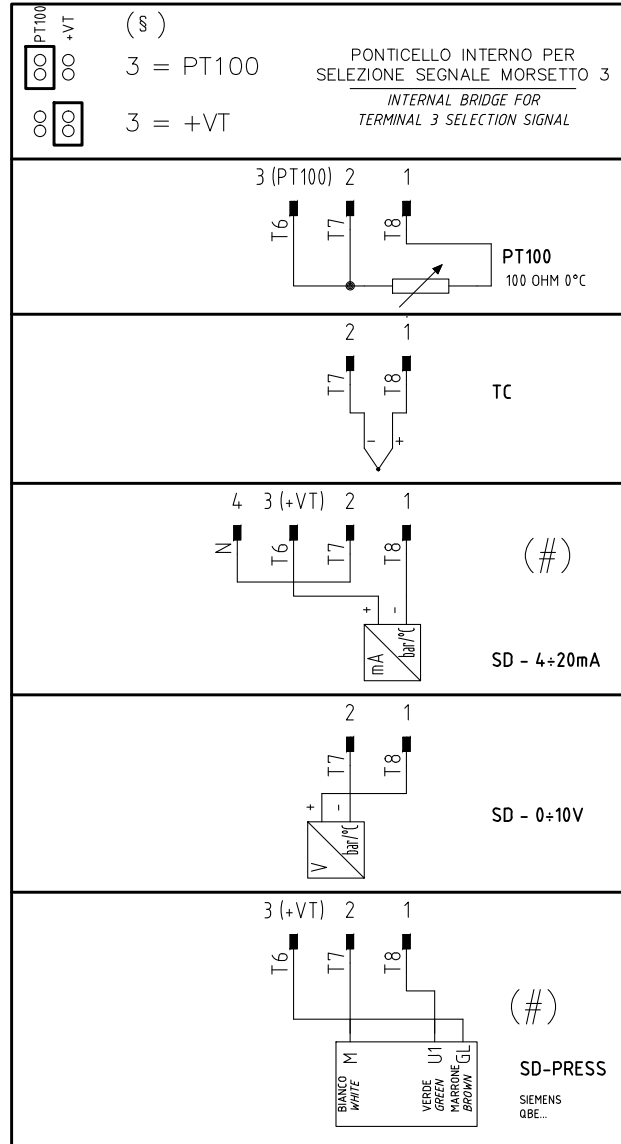 PT100 +VT
(§)
3 = PT100
3 = +VT
PONTICELLO INTERNO PER
SELEZIONE SEGNALE MORSETTO 3
INTERNAL BRIDGE FOR
TERMINAL 3 SELECTION SIGNAL
3 (PT100) 2 1
T6 T7 T8
PT100
100 OHM 0°C
2 1
T7 T8
TC
- +
4 3 (+VT) 2 1
N T6 T7 T8
(#)
+ -
mA bar/°C
SD - 4÷20mA
2 1
T7 T8
+ -
V bar/°C
SD - 0÷10V
3 (+VT) 2 1
T6 T7 T8
(#)
M U1 GL
BIANCO
WHITE
VERDE
GREEN
MARRONE
BROWN
SD-PRESS
SIEMENS
QBE...